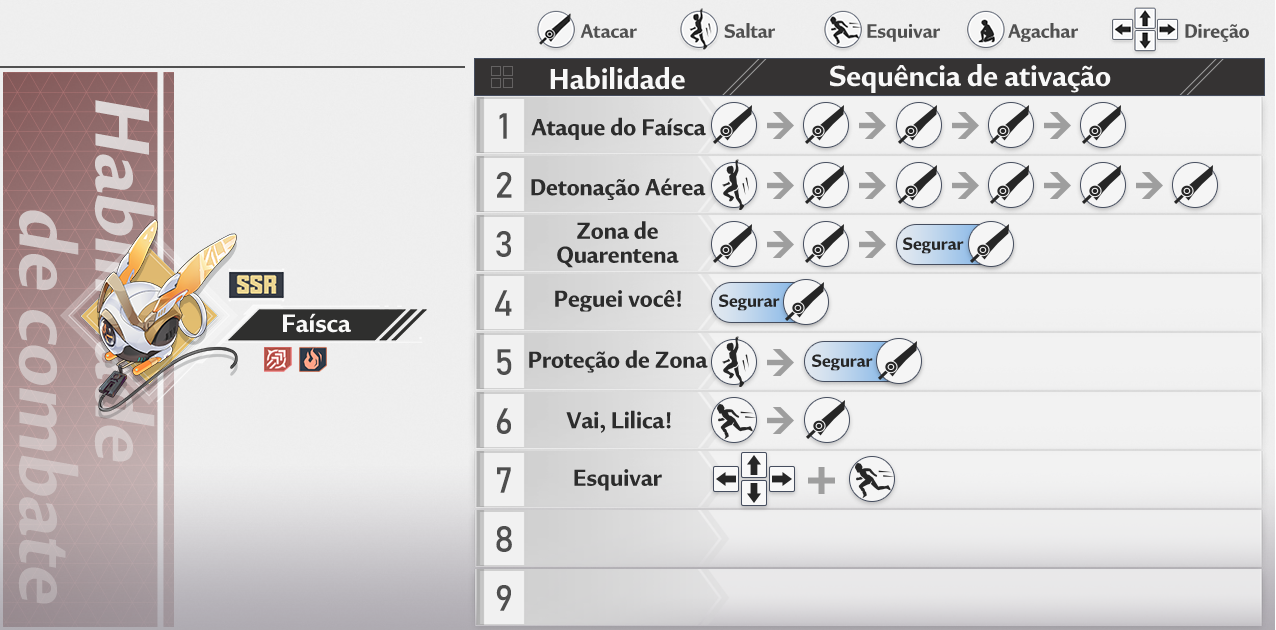 Atacar
Saltar
Esquivar
Agachar
Direção
Habilidade
Sequência de ativação
1 Ataque do Faísca
2 Detonação Aérea
3 Zona de
Quarentena
Segurar
4 Peguei você!
Segurar
5 Proteção de Zona
Segurar
6 Vai, Lilica!
7 Esquivar
8
9
Habilidade
de combate
KILL
SSR
Faísca